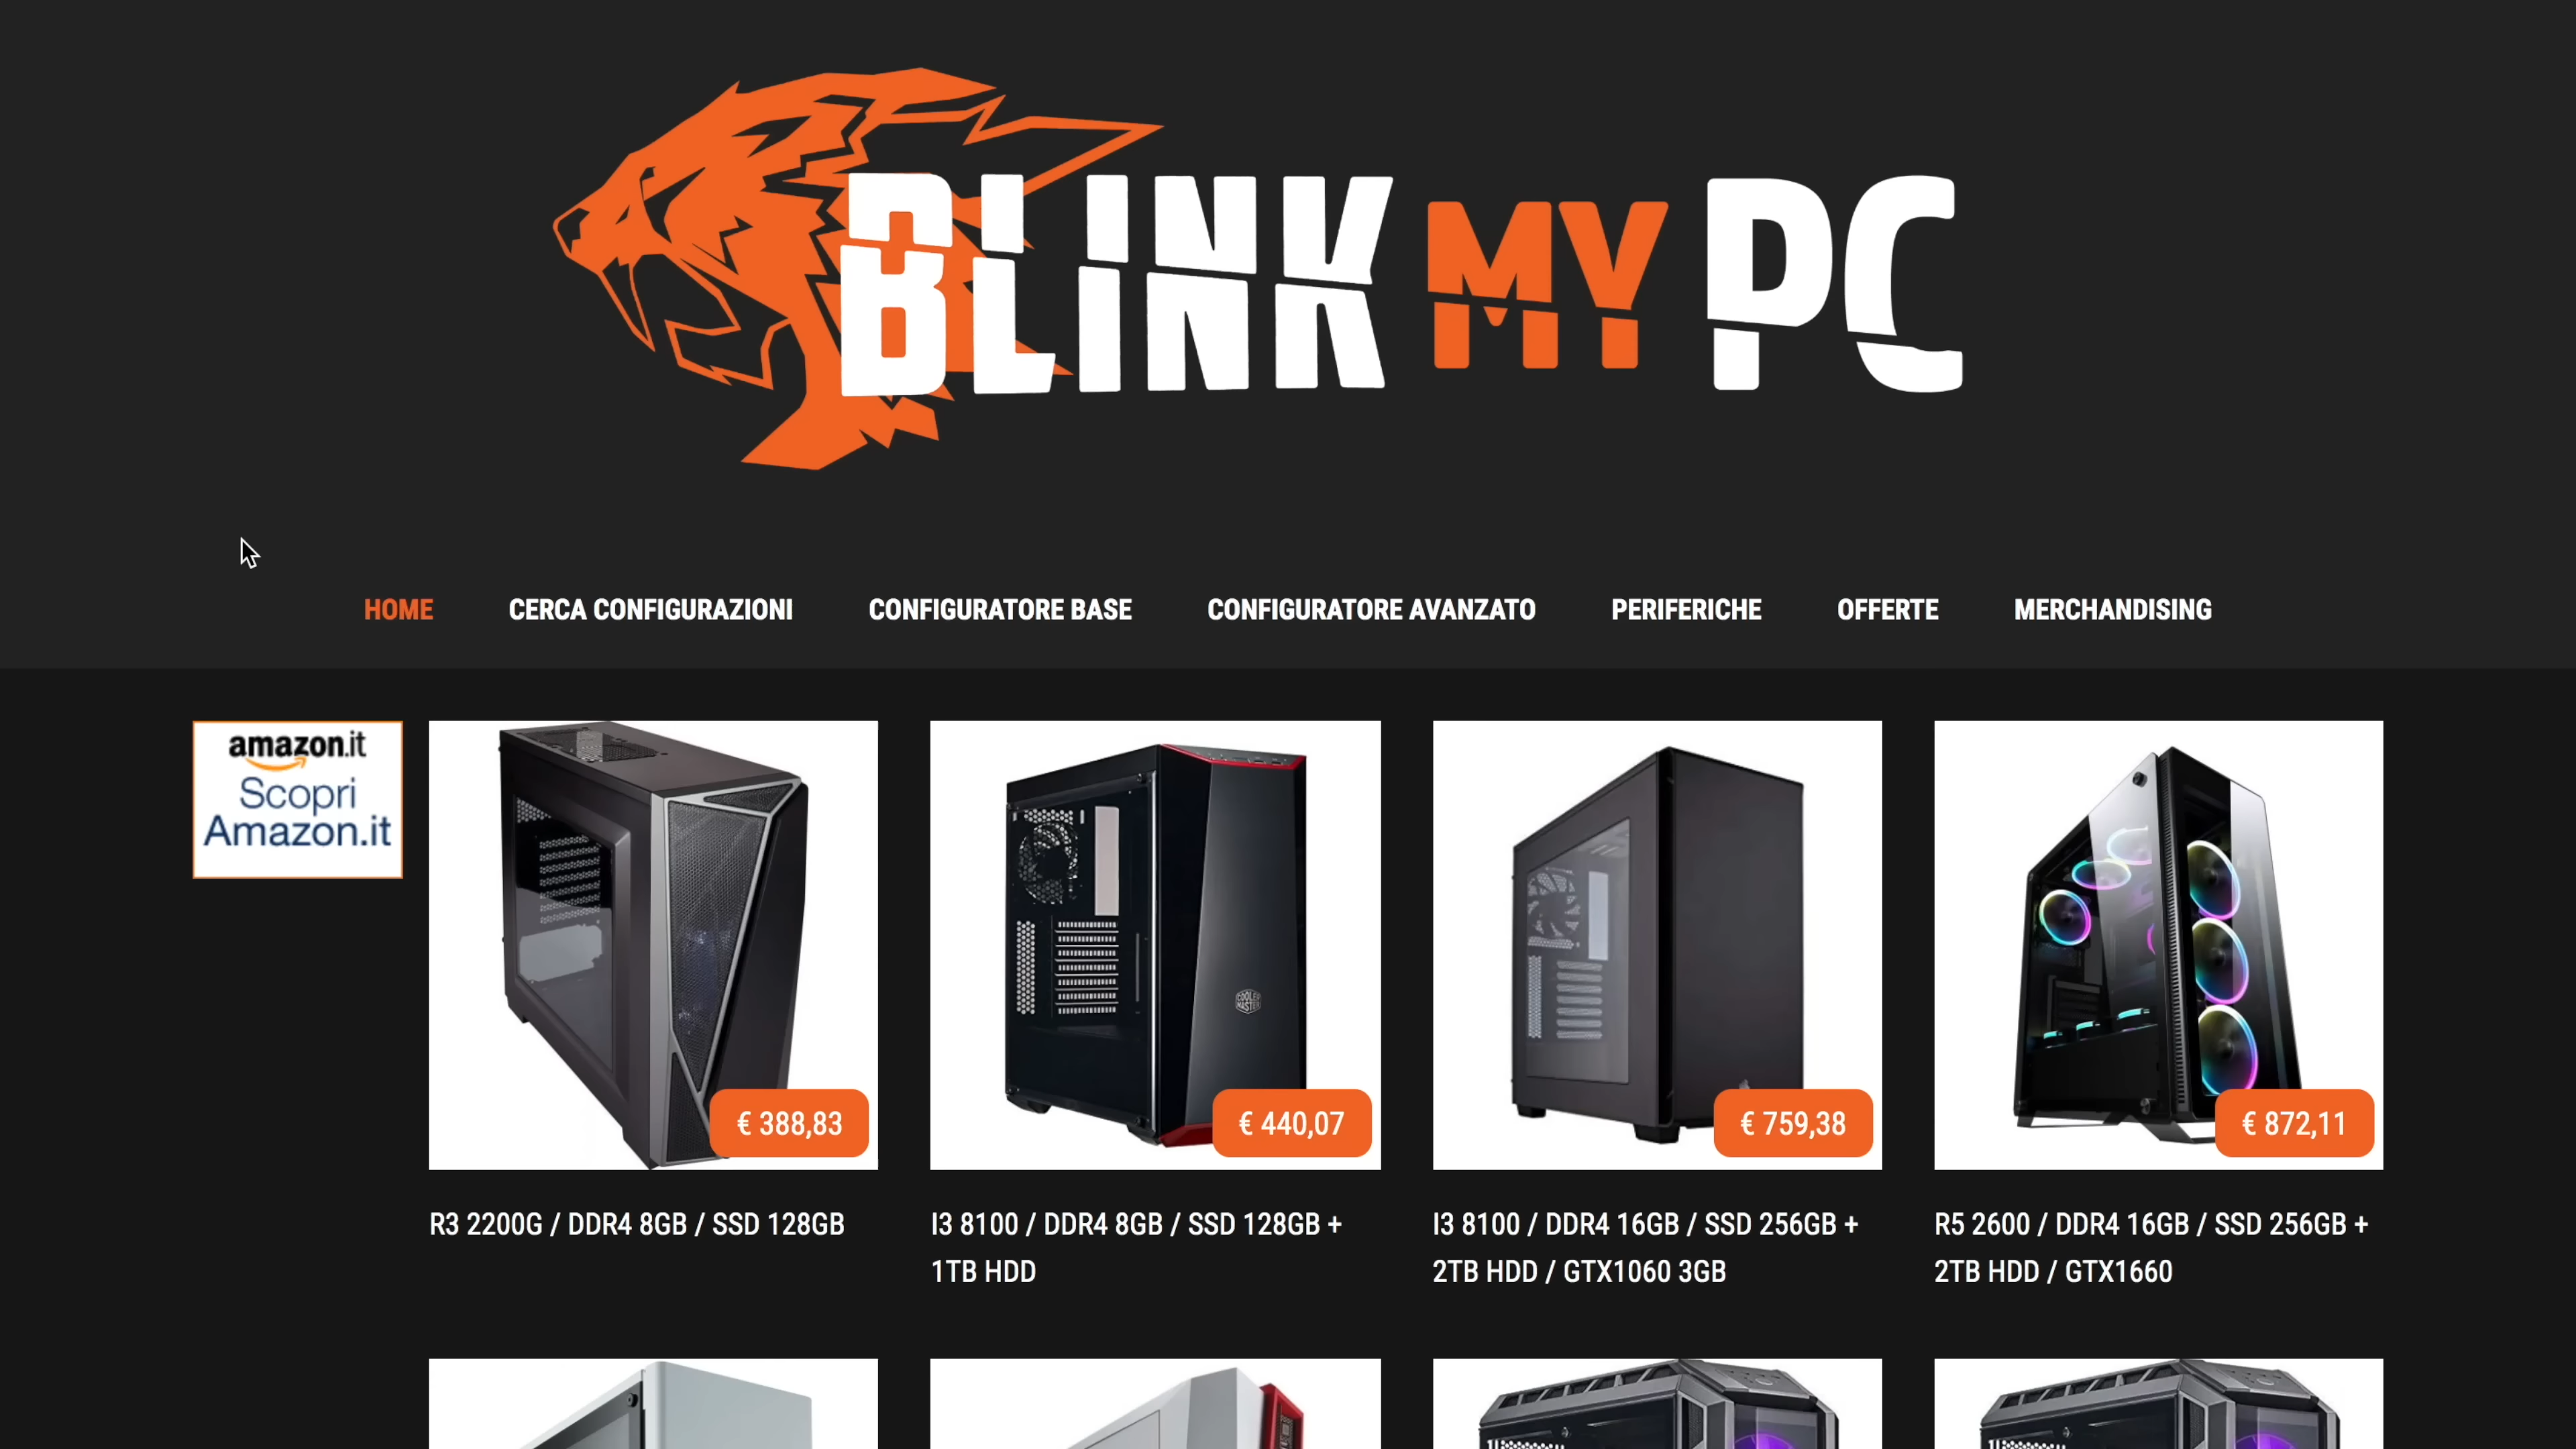 BLINK MY PC
HOME CERCA CONFIGURAZIONI CONFIGURATORE BASE CONFIGURATORE AVANZATO PERIFERICHE OFFERTE MERCHANDISING
amazon.it
Scopri
Amazon.it
COOLER
MASTER
€ 388,83
€ 440,07
€ 759,38
€ 872,11
R3 2200G / DDR4 8GB / SSD 128GB
I3 8100 / DDR4 8GB / SSD 128GB +
1TB HDD
I3 8100 / DDR4 16GB / SSD 256GB +
2TB HDD / GTX1060 3GB
R5 2600 / DDR4 16GB / SSD 256GB +
2TB HDD / GTX1660